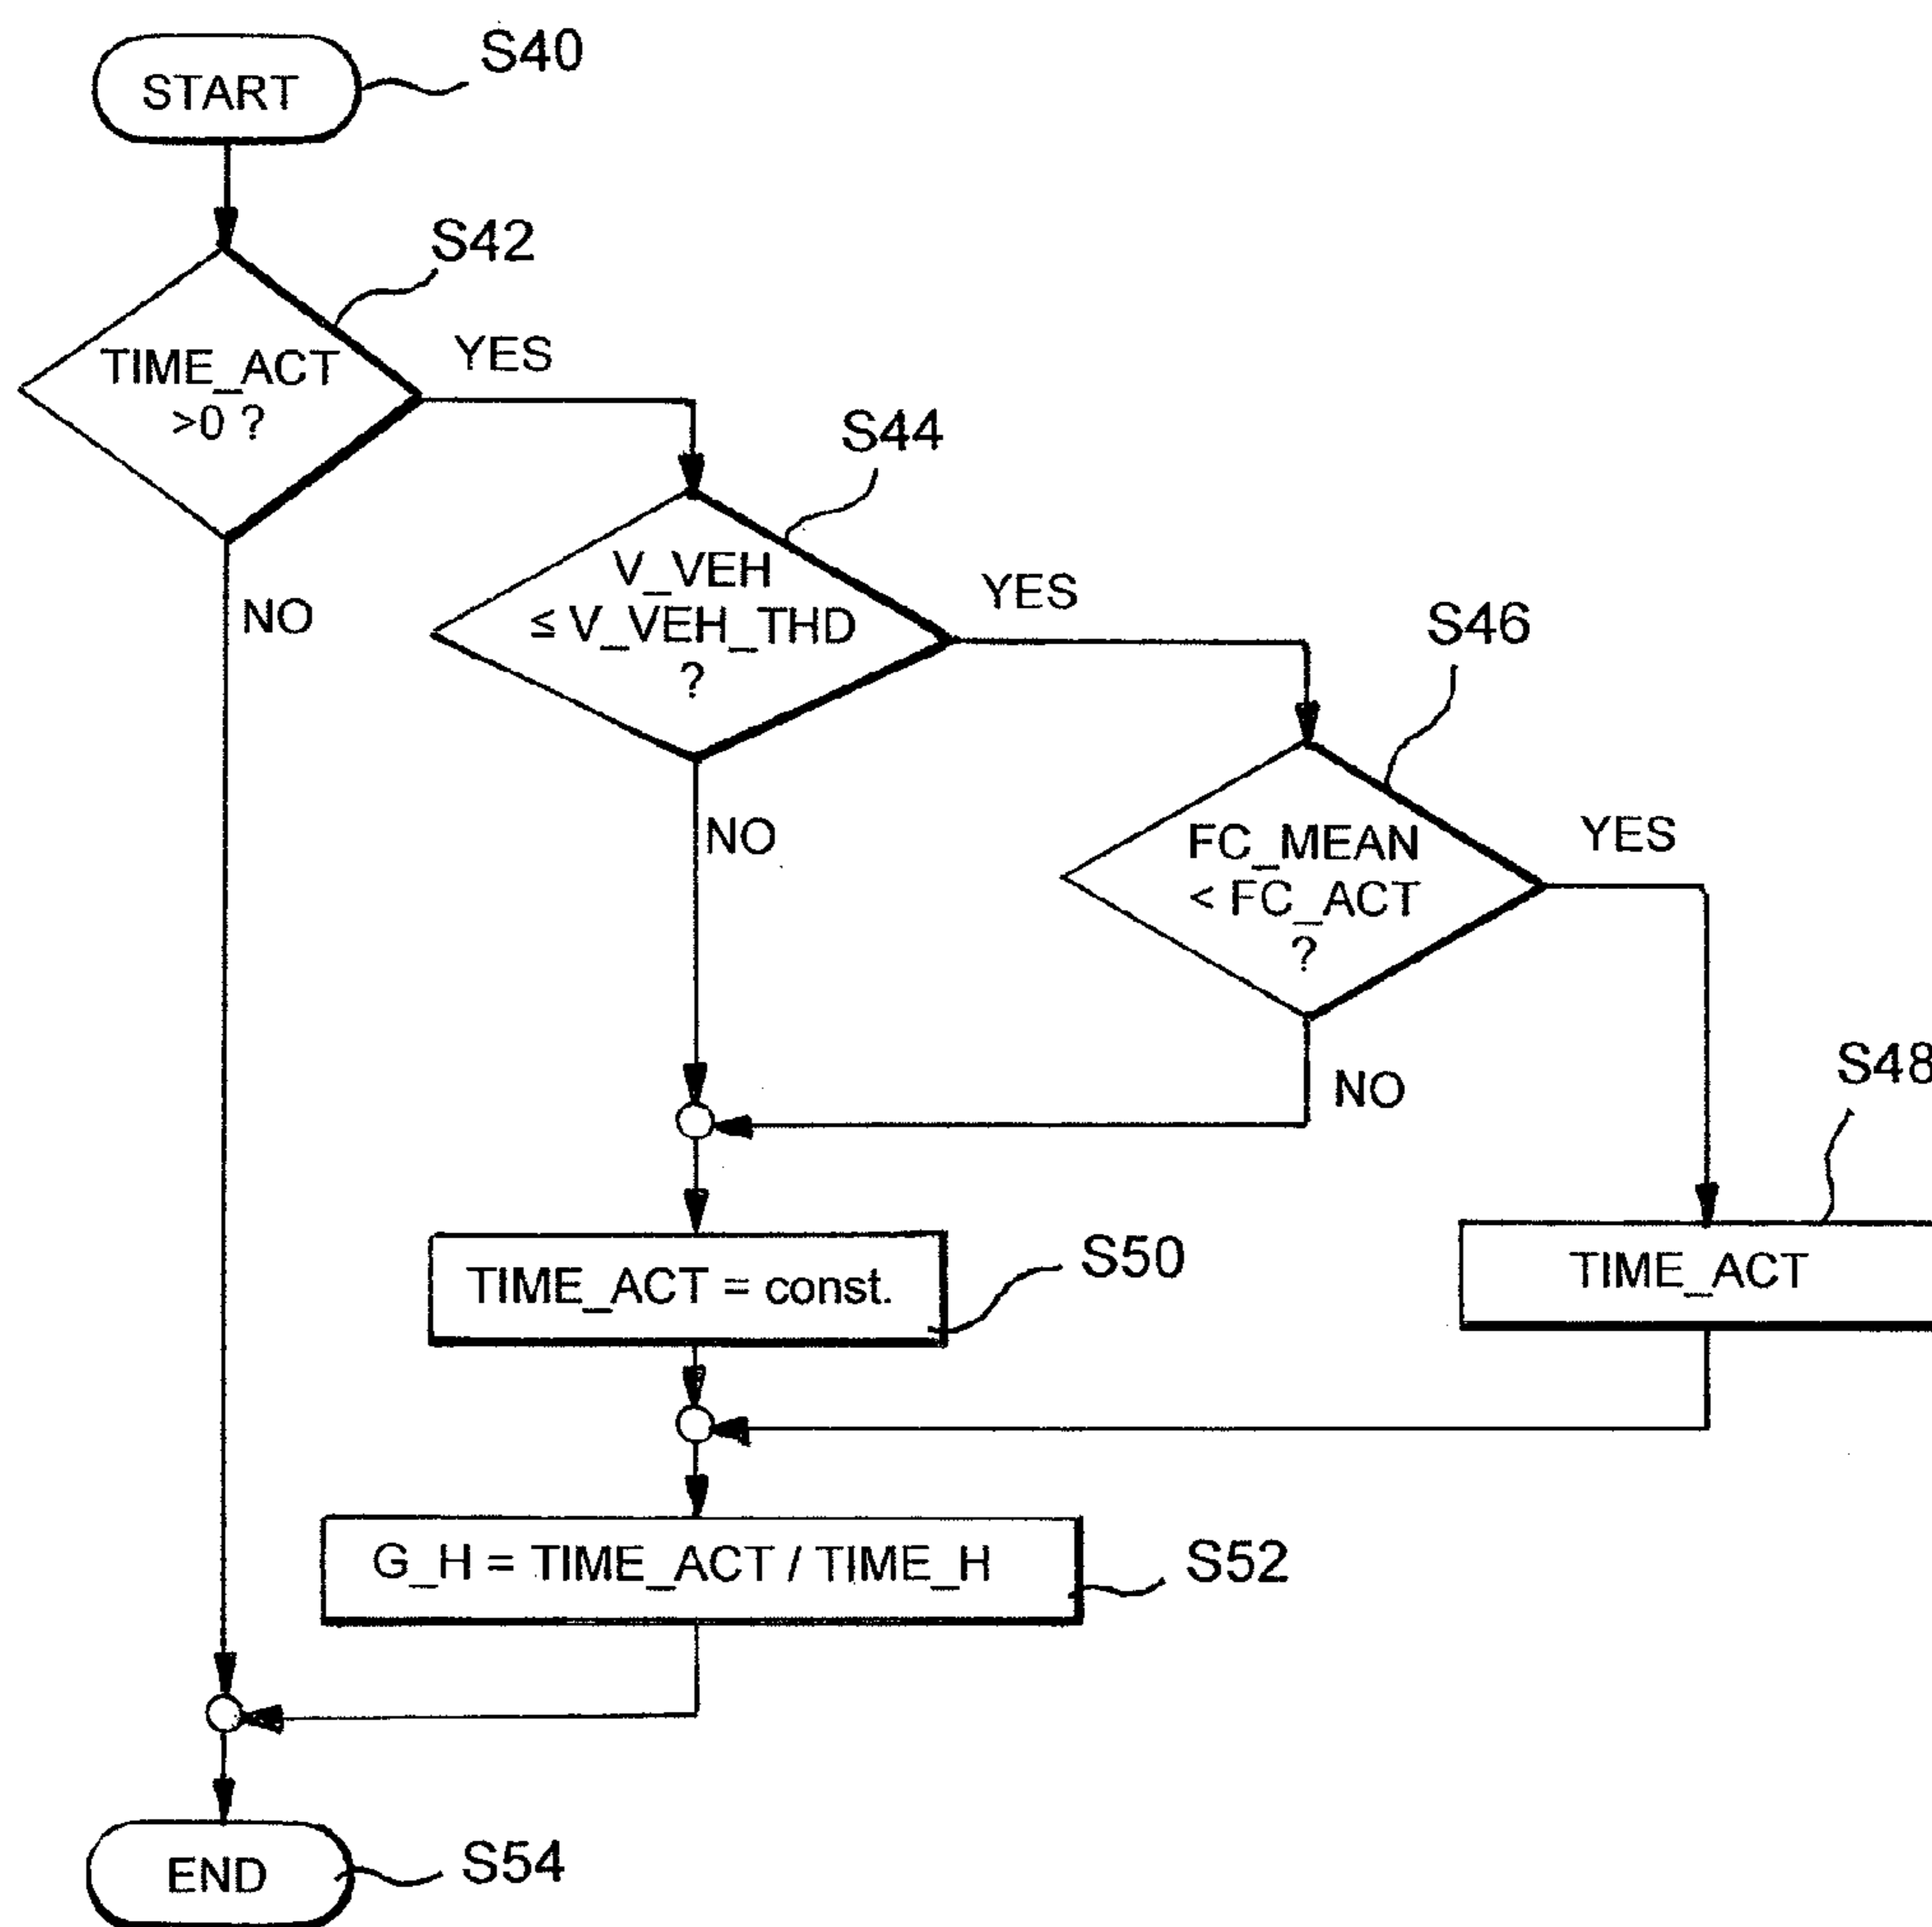 START
S40
S42
TIME_ACT
>0 ?
YES
NO
S44
V_VEH
≤ V_VEH_THD
?
YES
NO
S46
FC_MEAN
< FC_ACT
?
YES
NO
S48
TIME_ACT
TIME_ACT = const.
S50
G_H = TIME_ACT / TIME_H
S52
END
S54